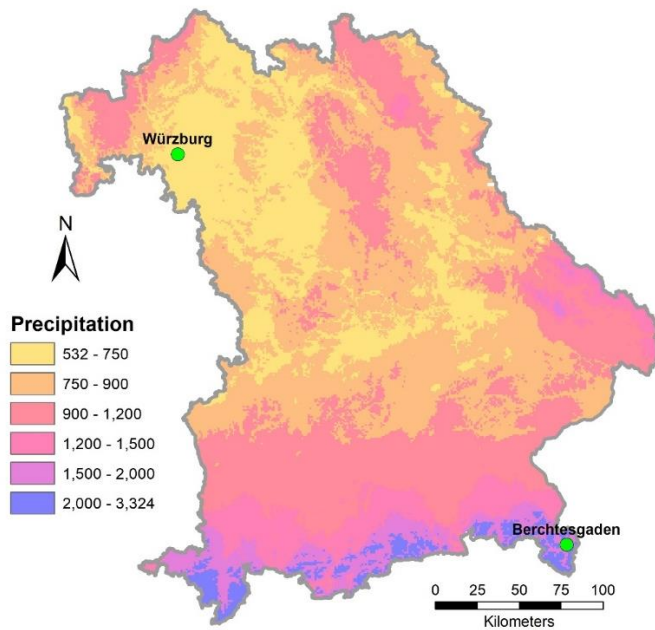 Würzburg
N
Precipitation
532 - 750
750 - 900
900 - 1,200
1,200 - 1,500
1,500 - 2,000
2,000 - 3,324
Berchtesgaden
0 25 50 75 100
Kilometers